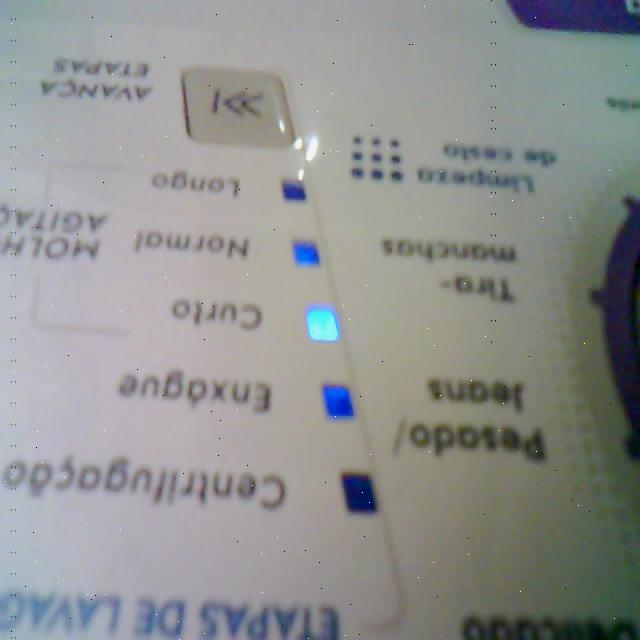 ETAPAS DE LAVAG
Centrifugação
Enxágue
Curto
Normal
Longo
MOLH
AGITAÇ
AVANÇA
ETAPAS
Pesado/
Jeans
Tira-
manchas
Limpeza
de cesto